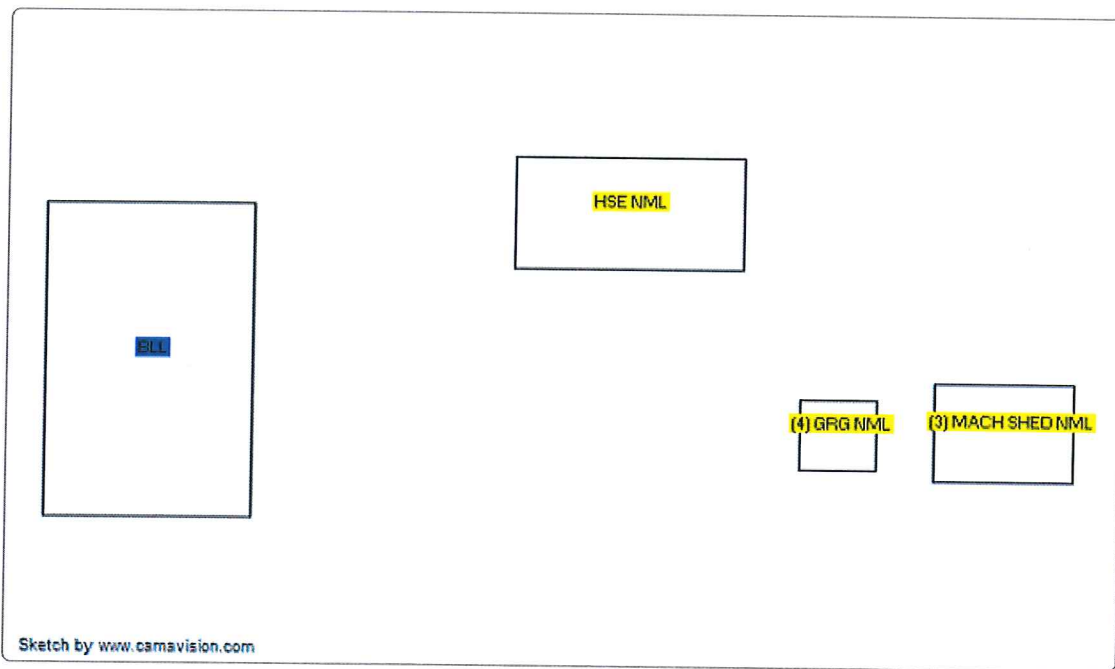 HSE NML
BLL
(4) GRG NML
(3) MACH SHED NML
Sketch by www.camavision.com